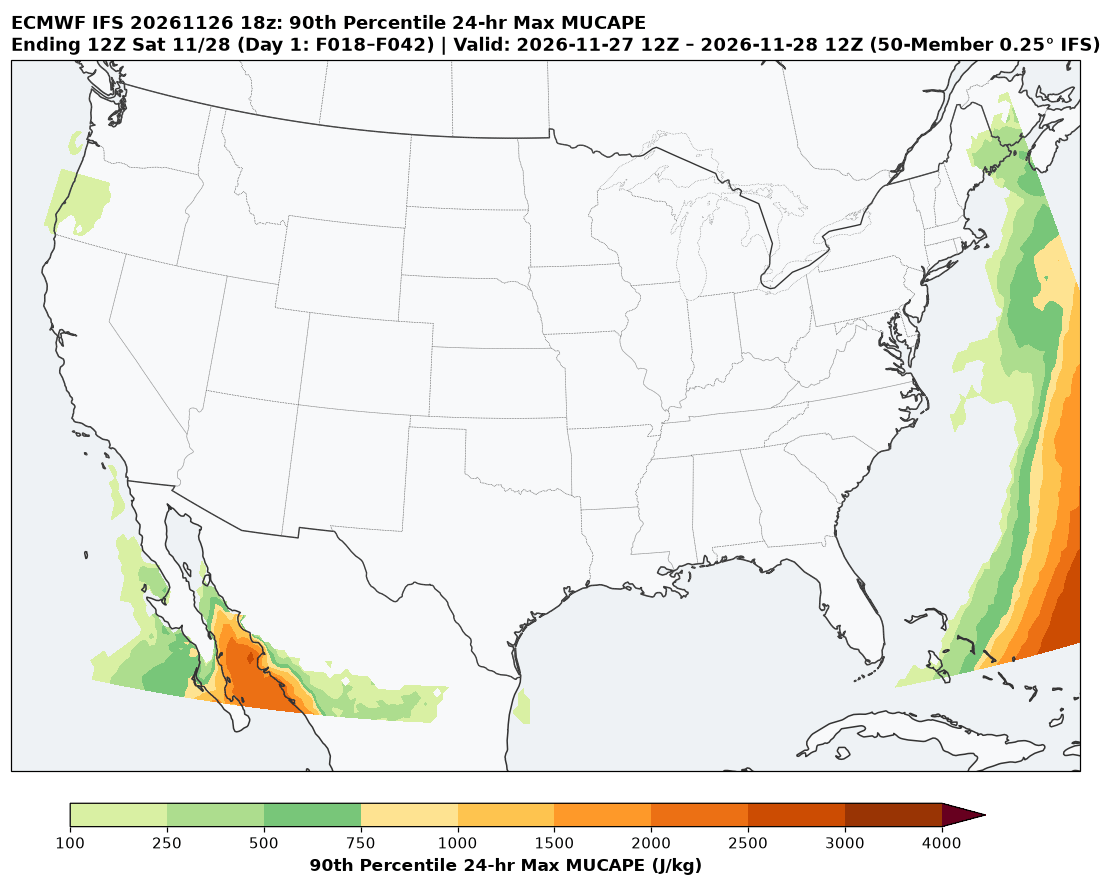 ECMWF IFS 20261126 18z: 90th Percentile 24-hr Max MUCAPE
Ending 12Z Sat 11/28 (Day 1: F018–F042) | Valid: 2026-11-27 12Z – 2026-11-28 12Z (50-Member 0.25° IFS)
100 250 500 750 1000 1500 2000 2500 3000 4000
90th Percentile 24-hr Max MUCAPE (J/kg)